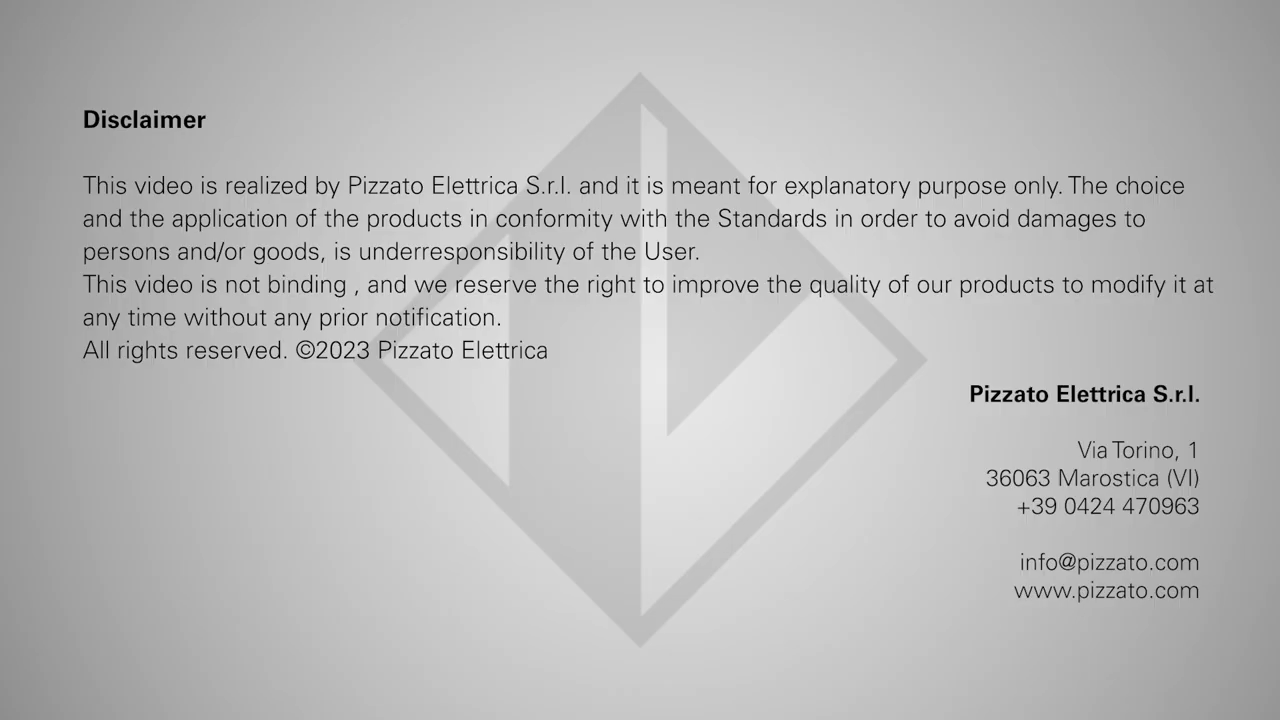 Disclaimer
This video is realized by Pizzato Elettrica S.r.l. and it is meant for explanatory purpose only. The choice
and the application of the products in conformity with the Standards in order to avoid damages to
persons and/or goods, is underresponsibility of the User.
This video is not binding , and we reserve the right to improve the quality of our products to modify it at
any time without any prior notification.
All rights reserved. ©2023 Pizzato Elettrica
Pizzato Elettrica S.r.l.
Via Torino, 1
36063 Marostica (VI)
+39 0424 470963
info@pizzato.com
www.pizzato.com